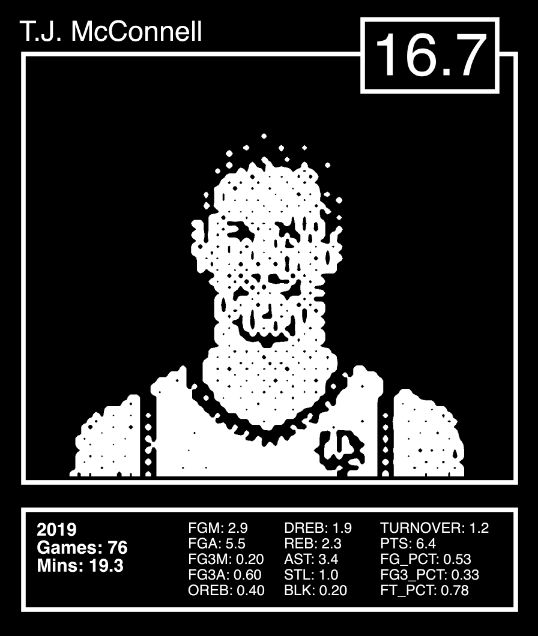 T.J. McConnell
16.7
2019
Games: 76
Mins: 19.3
FGM: 2.9
FGA: 5.5
FG3M: 0.20
FG3A: 0.60
OREB: 0.40
DREB: 1.9
REB: 2.3
AST: 3.4
STL: 1.0
BLK: 0.20
TURNOVER: 1.2
PTS: 6.4
FG_PCT: 0.53
FG3_PCT: 0.33
FT_PCT: 0.78